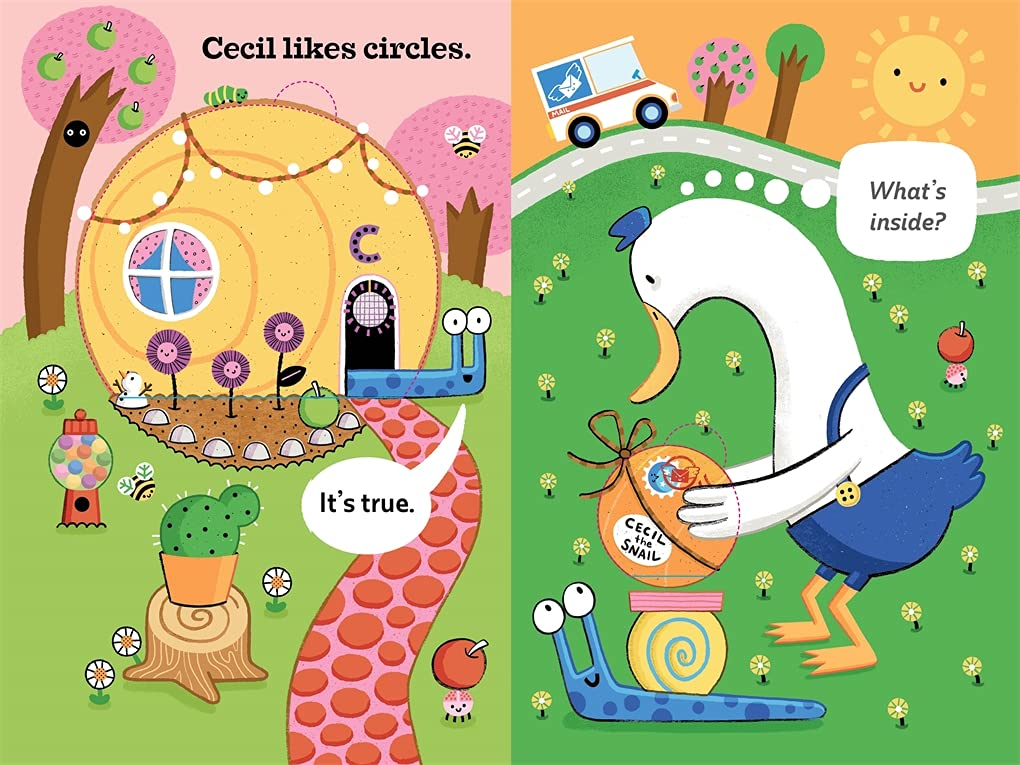 Cecil likes circles.
C
It's true.
MAIL
What's
inside?
CECIL
the
SNAIL